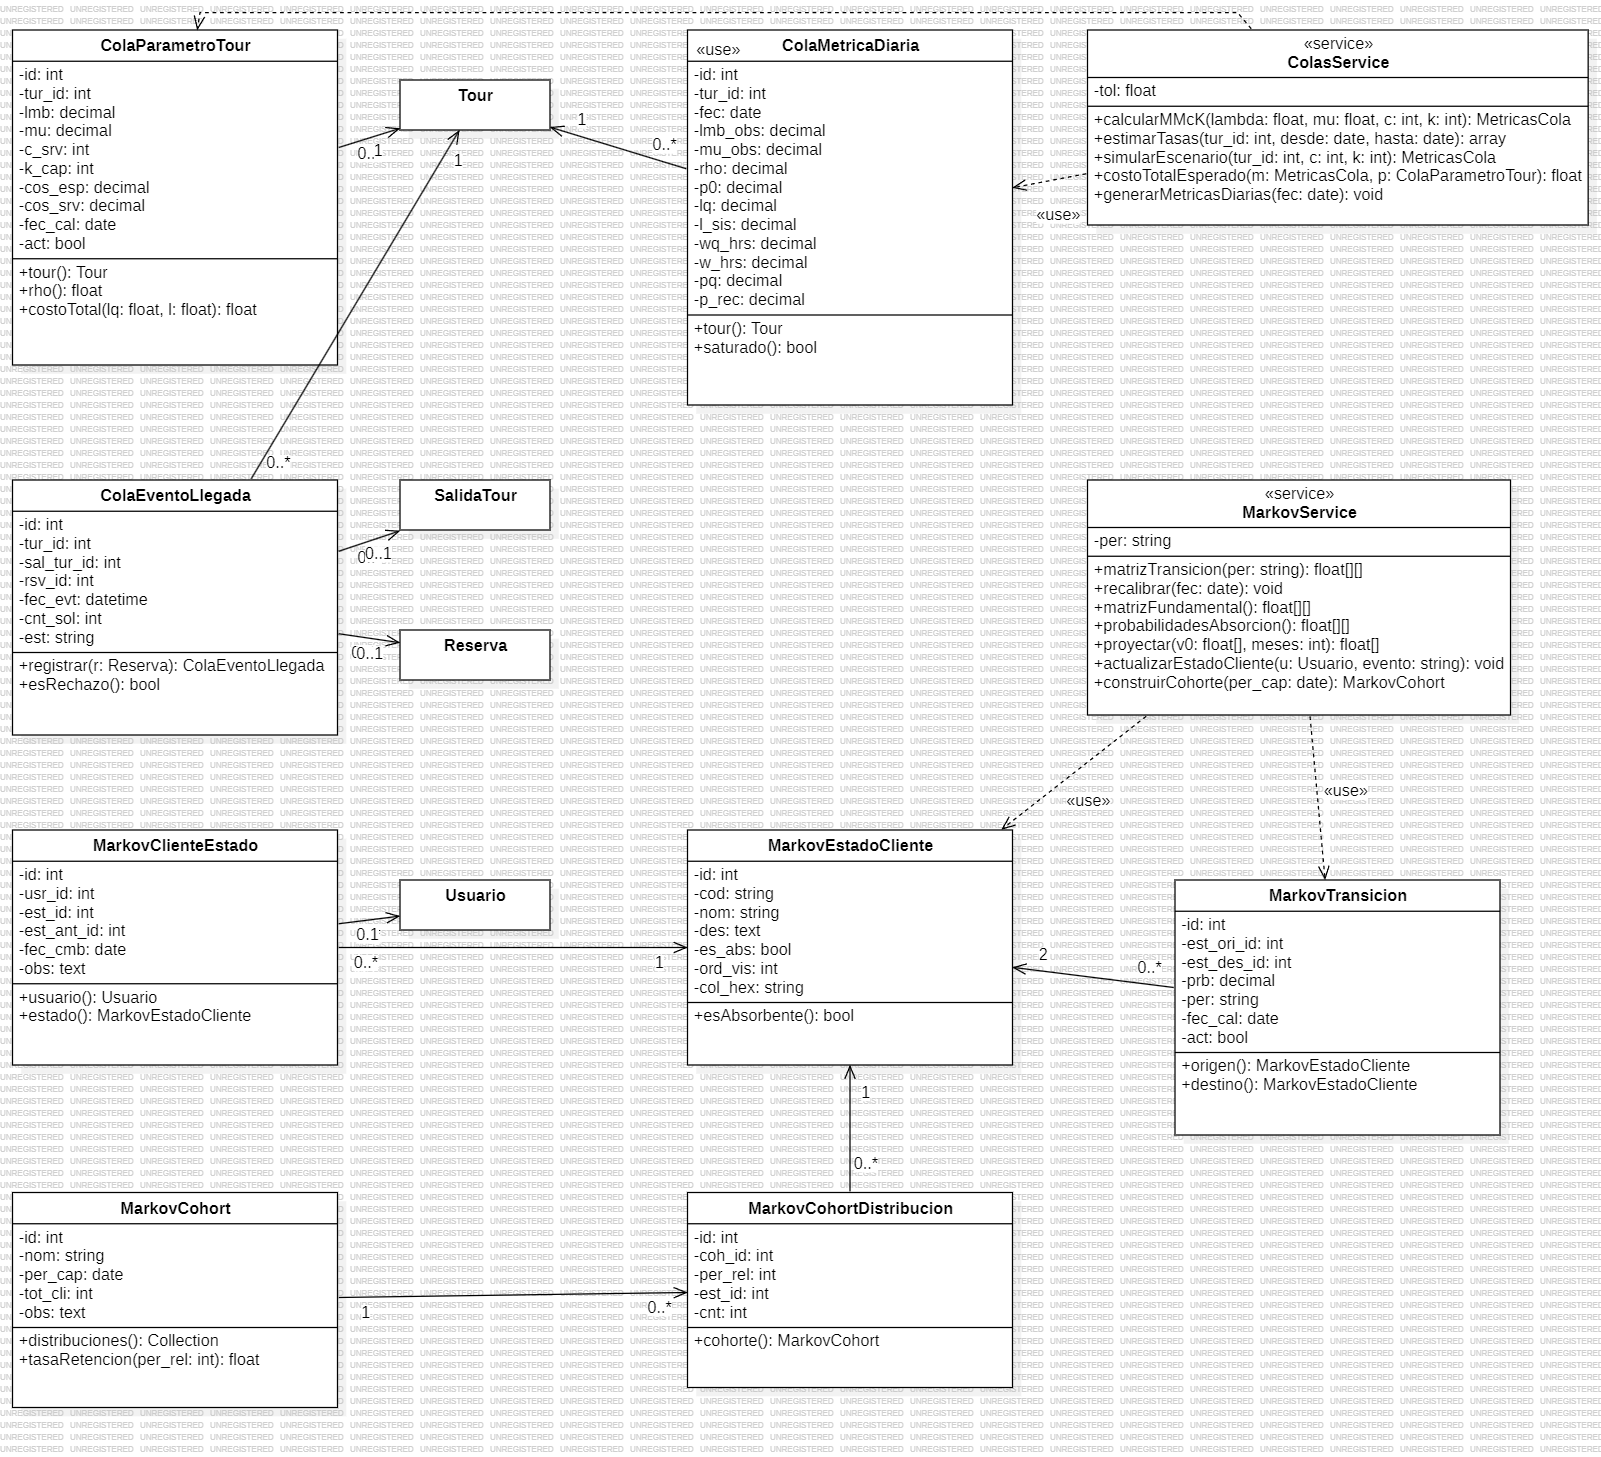 ColaParametroTour
-id: int
-tur_id: int
-lmb: decimal
-mu: decimal
-c_srv: int
-k_cap: int
-cos_esp: decimal
-cos_srv: decimal
-fec_cal: date
-act: bool
+tour(): Tour
+rho(): float
+costoTotal(lq: float, l: float): float
Tour
0..1
1
1
0..*
«use»
ColaMetricaDiaria
-id: int
-tur_id: int
-fec: date
-lmb_obs: decimal
-mu_obs: decimal
-rho: decimal
-p0: decimal
-lq: decimal
-l_sis: decimal
-wq_hrs: decimal
-w_hrs: decimal
-pq: decimal
-p_rec: decimal
+tour(): Tour
+saturado(): bool
«service»
ColasService
-tol: float
+calcularMMcK(lambda: float, mu: float, c: int, k: int): MetricasCola
+estimarTasas(tur_id: int, desde: date, hasta: date): array
+simularEscenario(tur_id: int, c: int, k: int): MetricasCola
+costoTotalEsperado(m: MetricasCola, p: ColaParametroTour): float
+generarMetricasDiarias(fec: date): void
«use»
0..*
ColaEventoLlegada
-id: int
-tur_id: int
-sal_tur_id: int
-rsv_id: int
-fec_evt: datetime
-cnt_sol: int
-est: string
+registrar(r: Reserva): ColaEventoLlegada
+esRechazo(): bool
SalidaTour
0..1
Reserva
0..1
«service»
MarkovService
-per: string
+matrizTransicion(per: string): float[][]
+recalibrar(fec: date): void
+matrizFundamental(): float[][]
+probabilidadesAbsorcion(): float[][]
+proyectar(v0: float[], meses: int): float[]
+actualizarEstadoCliente(u: Usuario, evento: string): void
+construirCohorte(per_cap: date): MarkovCohort
«use»
«use»
MarkovClienteEstado
-id: int
-usr_id: int
-est_id: int
-est_ant_id: int
-fec_cmb: date
-obs: text
+usuario(): Usuario
+estado(): MarkovEstadoCliente
Usuario
0..*
1
MarkovEstadoCliente
-id: int
-cod: string
-nom: string
-des: text
-es_abs: bool
-ord_vis: int
-col_hex: string
+esAbsorbente(): bool
2
0..*
MarkovTransicion
-id: int
-est_ori_id: int
-est_des_id: int
-prb: decimal
-per: string
-fec_cal: date
-act: bool
+origen(): MarkovEstadoCliente
+destino(): MarkovEstadoCliente
1
0..*
MarkovCohort
-id: int
-nom: string
-per_cap: date
-tot_cli: int
-obs: text
+distribuciones(): Collection
+tasaRetencion(per_rel: int): float
1
0..*
MarkovCohortDistribucion
-id: int
-coh_id: int
-per_rel: int
-est_id: int
-cnt: int
+cohorte(): MarkovCohort